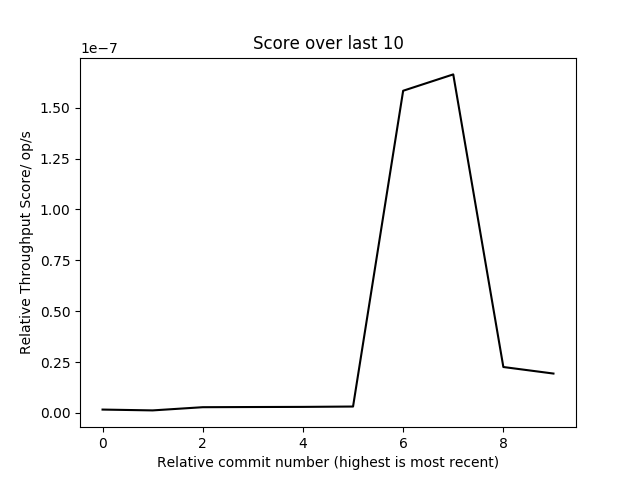 Score over last 10
1e−7
1.50
1.25
1.00
0.75
0.50
0.25
0.00
Relative Throughput Score/ op/s
0 2 4 6 8
Relative commit number (highest is most recent)